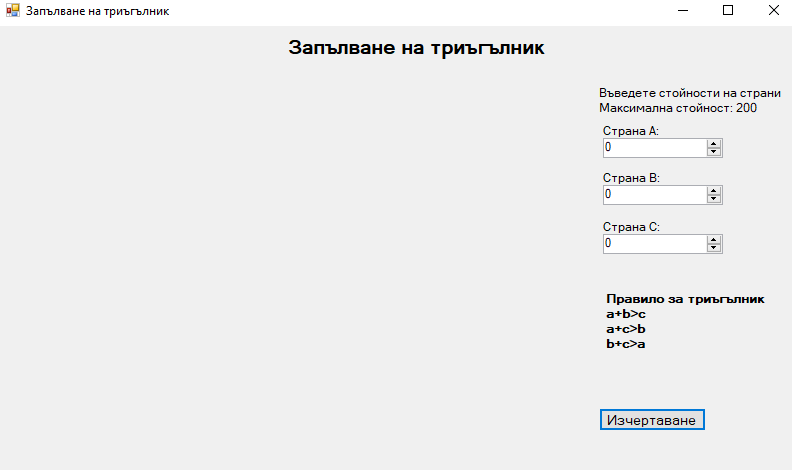 Запълване на триъгълник
Запълване на триъгълник
Въведете стойности на страни
Максимална стойност: 200
Страна A:
0
Страна B:
0
Страна C:
0
Правило за триъгълник
a+b>c
a+c>b
b+c>a
Изчертаване